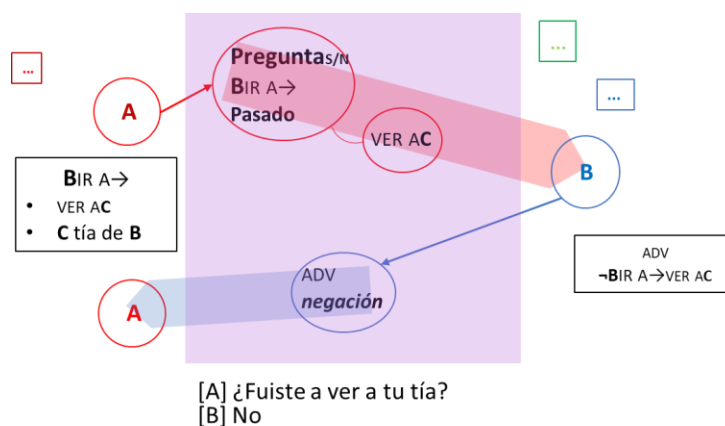 ...
...
...
A
Preguntas/N
BIR A→
Pasado
VER AC
B
BIR A→
• VER AC
• C tía de B
ADV
¬BIR A→VER AC
ADV
negación
A
[A] ¿Fuiste a ver a tu tía?
[B] No